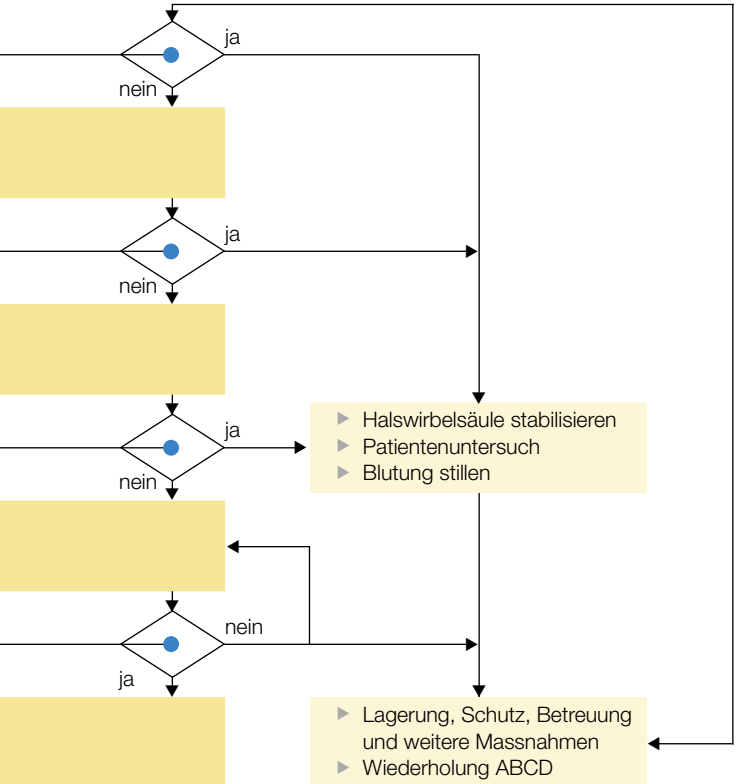 ja
nein
ja
nein
ja
Halswirbelsäule stabilisieren
Patientenuntersuch
Blutung stillen
nein
nein
ja
Lagerung, Schutz, Betreuung
und weitere Massnahmen
Wiederholung ABCD